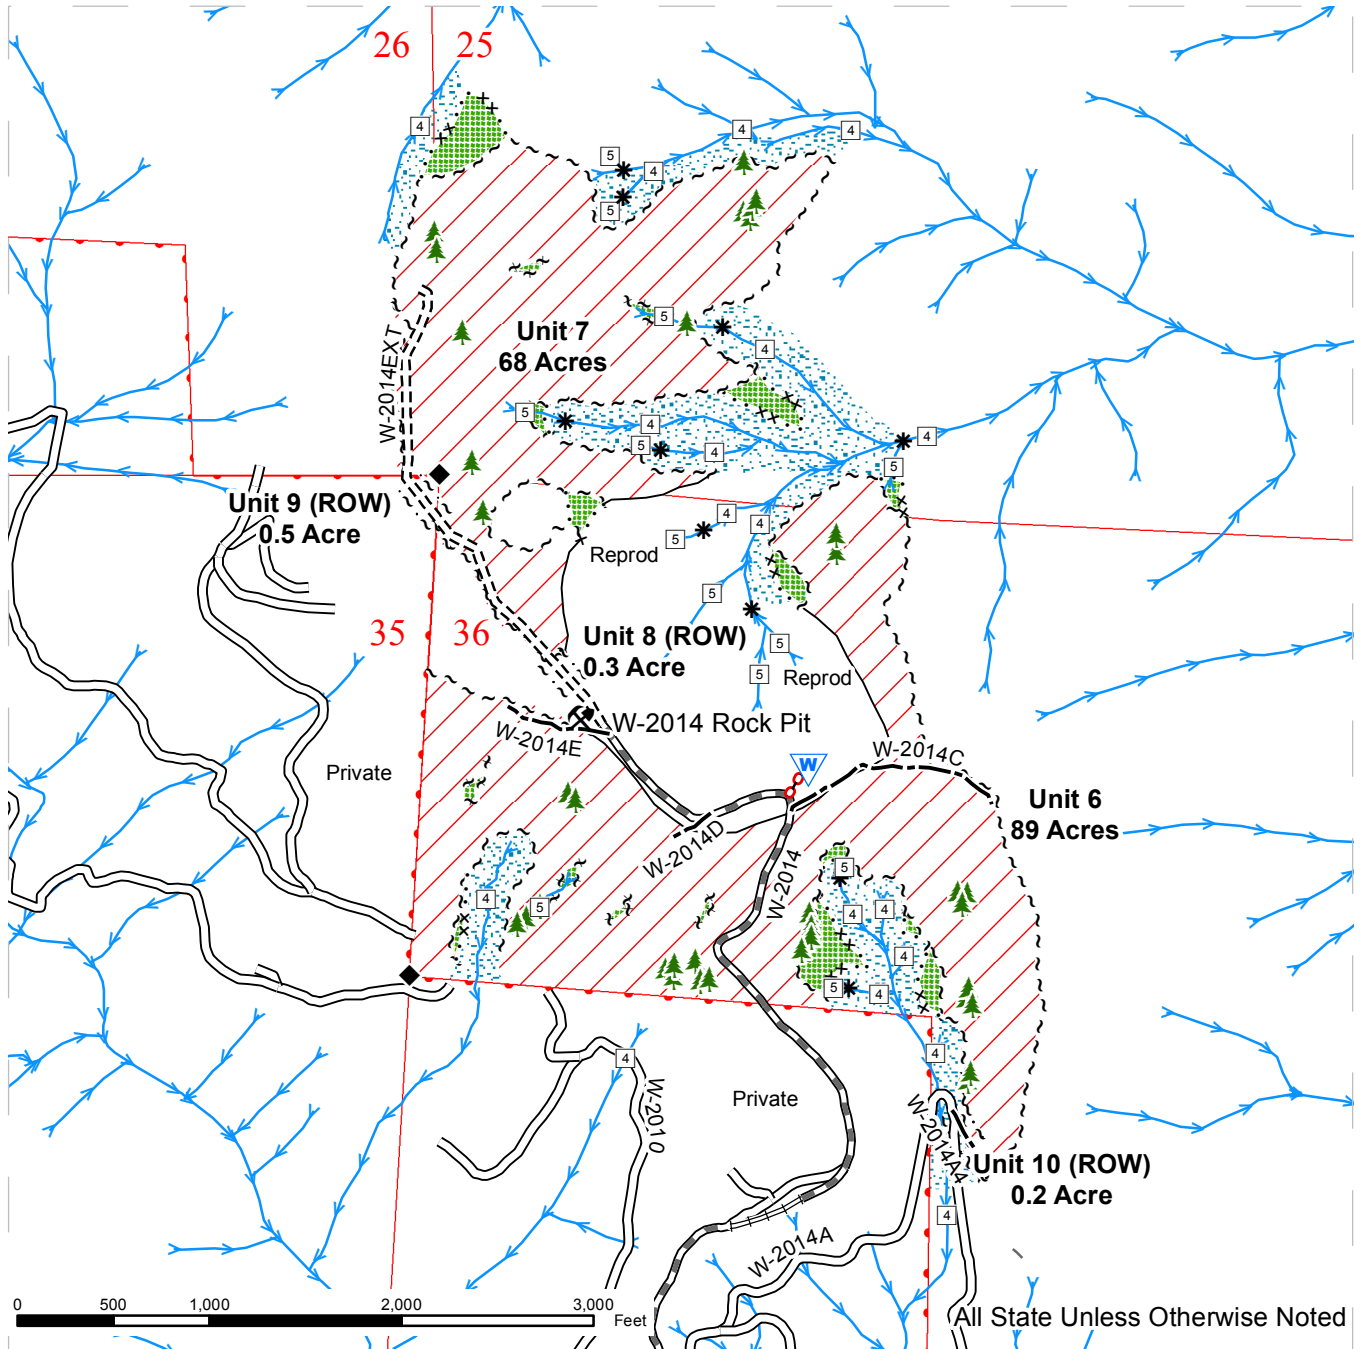 26 25
4
4
4
5
4
5
5
4
W-2014EXT
Unit 7
68 Acres
5
4
5
4
4
4
5
Unit 9 (ROW)
0.5 Acre
4
4
5
Reprod
5
35 36
Unit 8 (ROW)
0.3 Acre
5
5
Reprod
W-2014 Rock Pit
W-2014E
W-2014C
W
Private
Unit 6
89 Acres
W-2014D
W-2014
5
4
5
4
4
4
5
4
4
4
W-2010
Private
W-2014A4
Unit 10 (ROW)
0.2 Acre
4
W-2014A
0 500 1,000 2,000 3,000
Feet
All State Unless Otherwise Noted